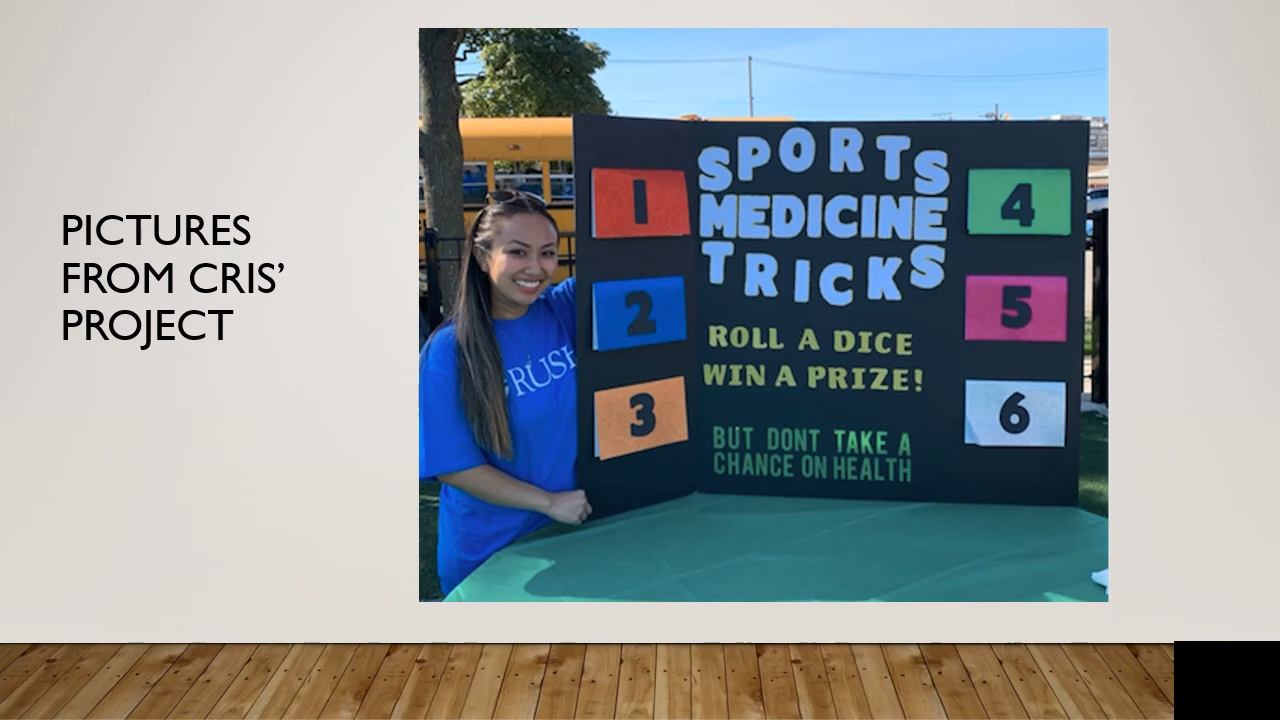 PICTURES
FROM CRIS’
PROJECT
SPORTS
MEDICINE
TRICKS
1
2
3
4
5
6
ROLL A DICE
WIN A PRIZE!
BUT DONT TAKE A
CHANCE ON HEALTH
RUSH